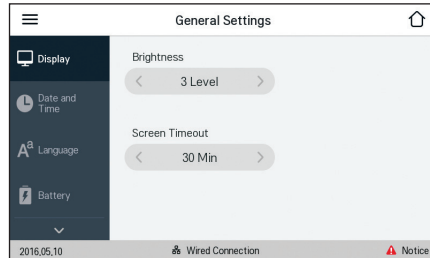 General Settings
Display
Date and
Time
Language
Battery
Brightness
3 Level
Screen Timeout
30 Min
2016.05.10
Wired Connection
Notice